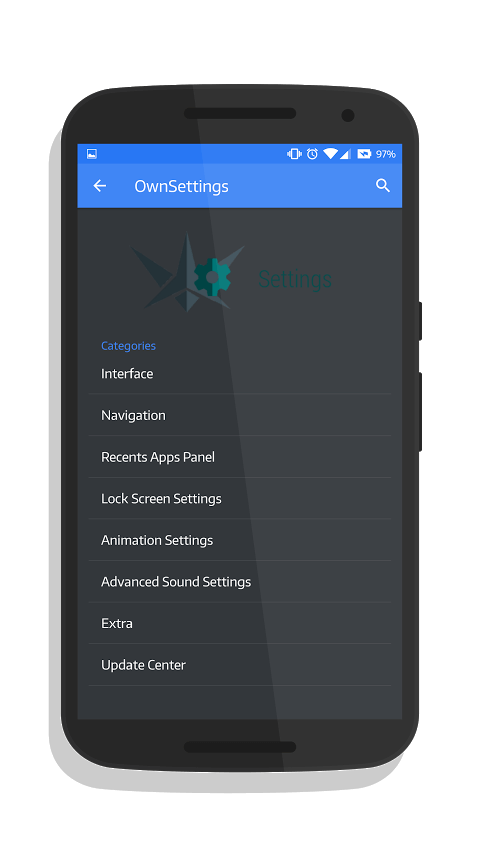 97%
OwnSettings
Settings
Categories
Interface
Navigation
Recents Apps Panel
Lock Screen Settings
Animation Settings
Advanced Sound Settings
Extra
Update Center